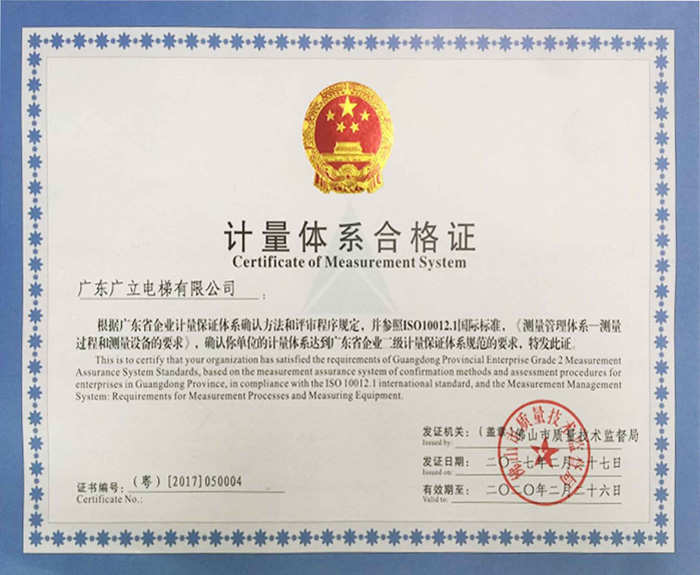 计量体系合格证
Certificate of Measurement System
广东广立电梯有限公司：
根据广东省企业计量保证体系确认方法和评审程序规定，并参照ISO10012.1国际标准，《测量管理体系—测量
过程和测量设备的要求》，确认你单位的计量体系达到广东省企业二级计量保证体系规范的要求，特发此证。
This is to certify that your organization has satisfied the requirements of Guangdong Provincial Enterprise Grade 2 Measurement
Assurance System Standards, based on the measurement assurance system of confirmation methods and assessment procedures for
enterprises in Guangdong Province, in compliance with the ISO 10012.1 international standard, and the Measurement Management
System: Requirements for Measurement Processes and Measuring Equipment.
发证机关：（盖章）佛山市质量技术监督局
Issued by:
发证日期：二〇一七年二月二十七日
Issued on
有效期至：二〇二〇年二月二十六日
Valid to:
证书编号：（粤）[2017]050004
Certificate No.:
佛山市质量技术监督局